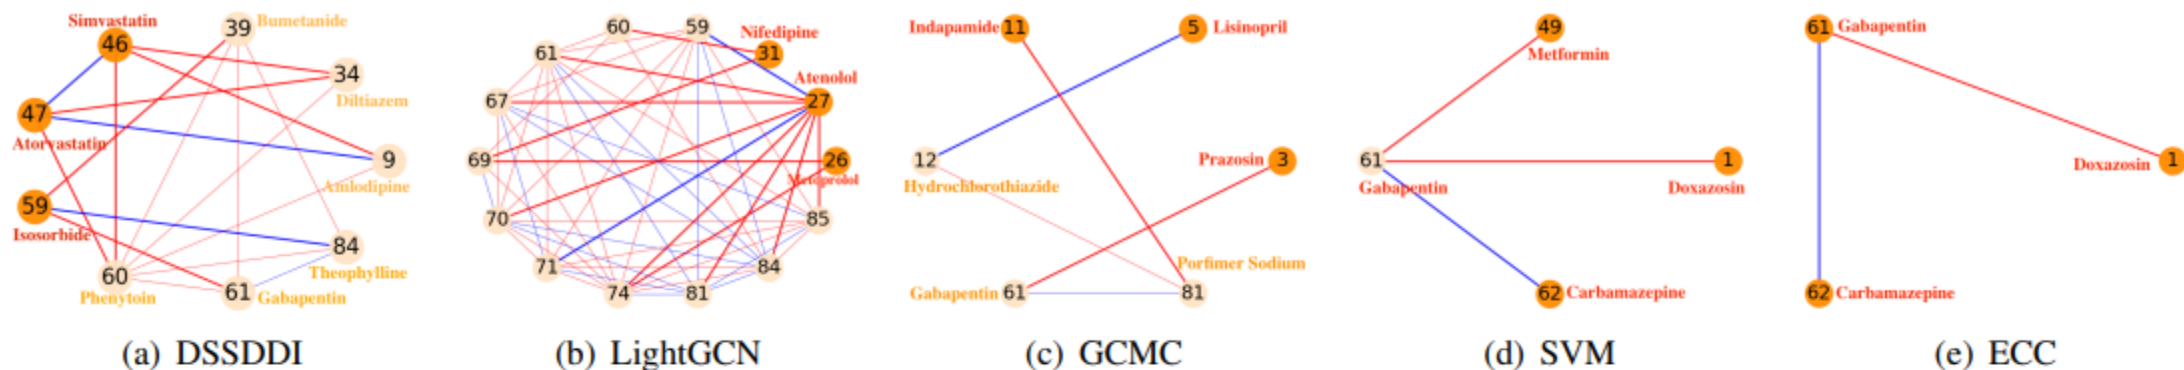 Simvastatin
46
39
Bumetanide
34
Diltiazem
47
Atorvastatin
9
Amlodipine
59
Isosorbide
84
Theophylline
60
Phenytoin
61
Gabapentin
(a) DSSDDI
60
59
Nifedipine
31
61
Atenolol
27
67
69
26
Metoprolol
70
85
71
84
74
81
(b) LightGCN
Indapamide
11
5
Lisinopril
12
Hydrochlorothiazide
Prazosin
3
Porfimer Sodium
Gabapentin
61
81
(c) GCMC
49
Metformin
61
Gabapentin
1
Doxazosin
62
Carbamazepine
(d) SVM
61
Gabapentin
1
Doxazosin
62
Carbamazepine
(e) ECC